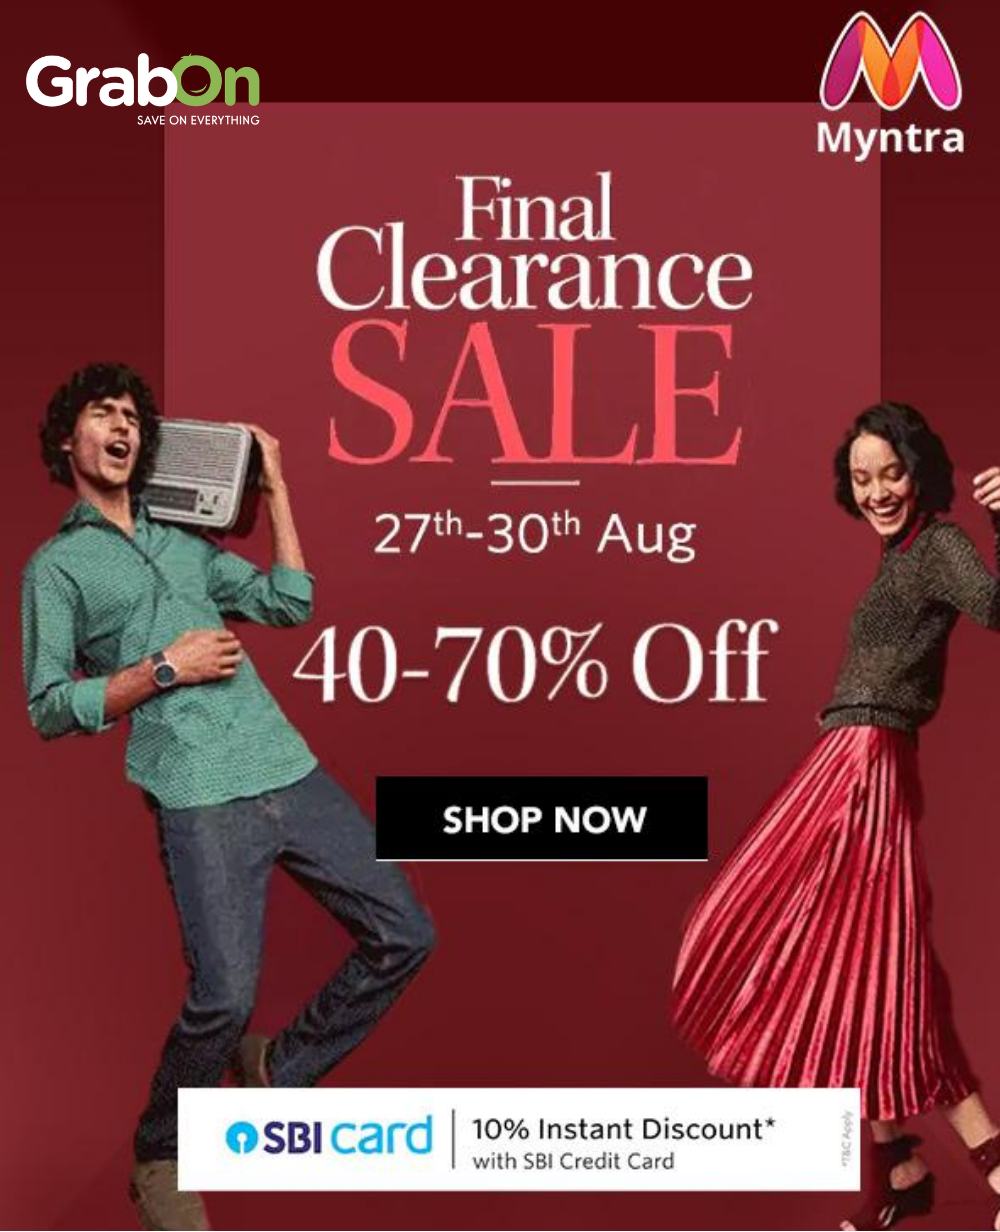 GrabOn
SAVE ON EVERYTHING
Myntra
Final
Clearance
SALE
27th-30th Aug
40-70% Off
SHOP NOW
SBI card
10% Instant Discount*
with SBI Credit Card
*T&C Apply